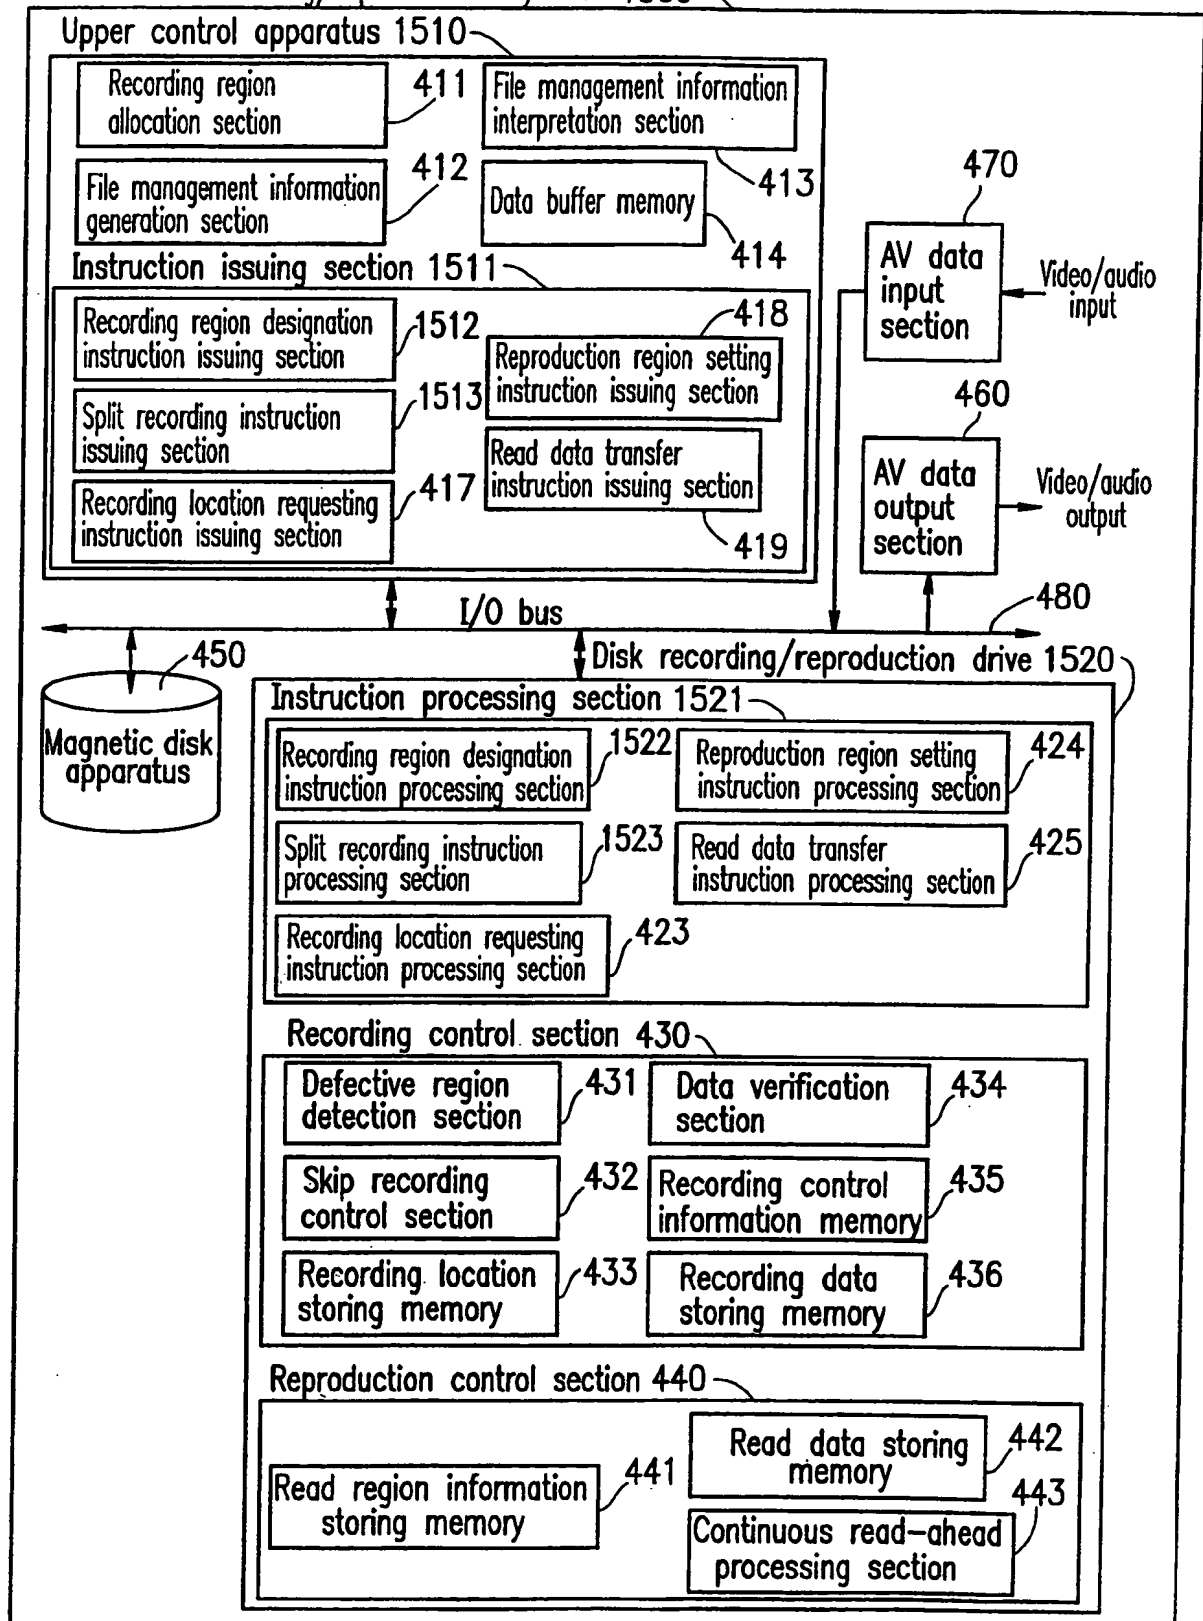 Upper control apparatus 1510
Recording region
allocation section
411
File management information
interpretation section
413
File management information
generation section
412
Data buffer memory
414
Instruction issuing section 1511
Recording region designation
instruction issuing section
1512
Reproduction region setting
instruction issuing section
418
Split recording instruction
issuing section
1513
Read data transfer
instruction issuing section
419
Recording location requesting
instruction issuing section
417
470
AV data
input
section
Video/audio
input
460
AV data
output
section
Video/audio
output
I/O bus
480
450
Magnetic disk
apparatus
Disk recording/reproduction drive 1520
Instruction processing section 1521
Recording region designation
instruction processing section
1522
Reproduction region setting
instruction processing section
424
Split recording instruction
processing section
1523
Read data transfer
instruction processing section
425
Recording location requesting
instruction processing section
423
Recording control section 430
Defective region
detection section
431
Data verification
section
434
Skip recording
control section
432
Recording control
information memory
435
Recording location
storing memory
433
Recording data
storing memory
436
Reproduction control section 440
Read region information
storing memory
441
Read data storing
memory
442
Continuous read-ahead
processing section
443